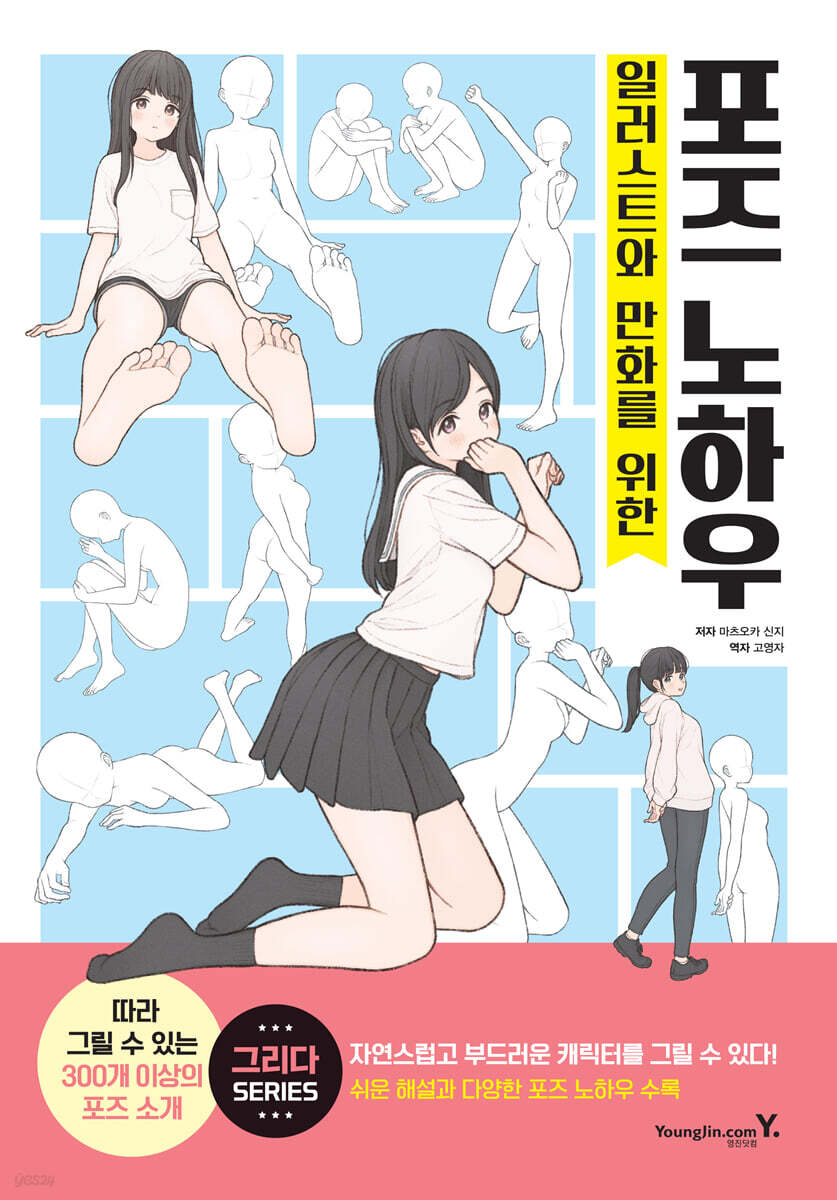 포즈 노하우
일러스트와 만화를 위한
저자 마츠오카 신지
역자 고영자
따라
그릴 수 있는
300개 이상의
포즈 소개
그리다
SERIES
자연스럽고 부드러운 캐릭터를 그릴 수 있다!
쉬운 해설과 다양한 포즈 노하우 수록
YoungJin.com Y.
영진닷컴
yes24